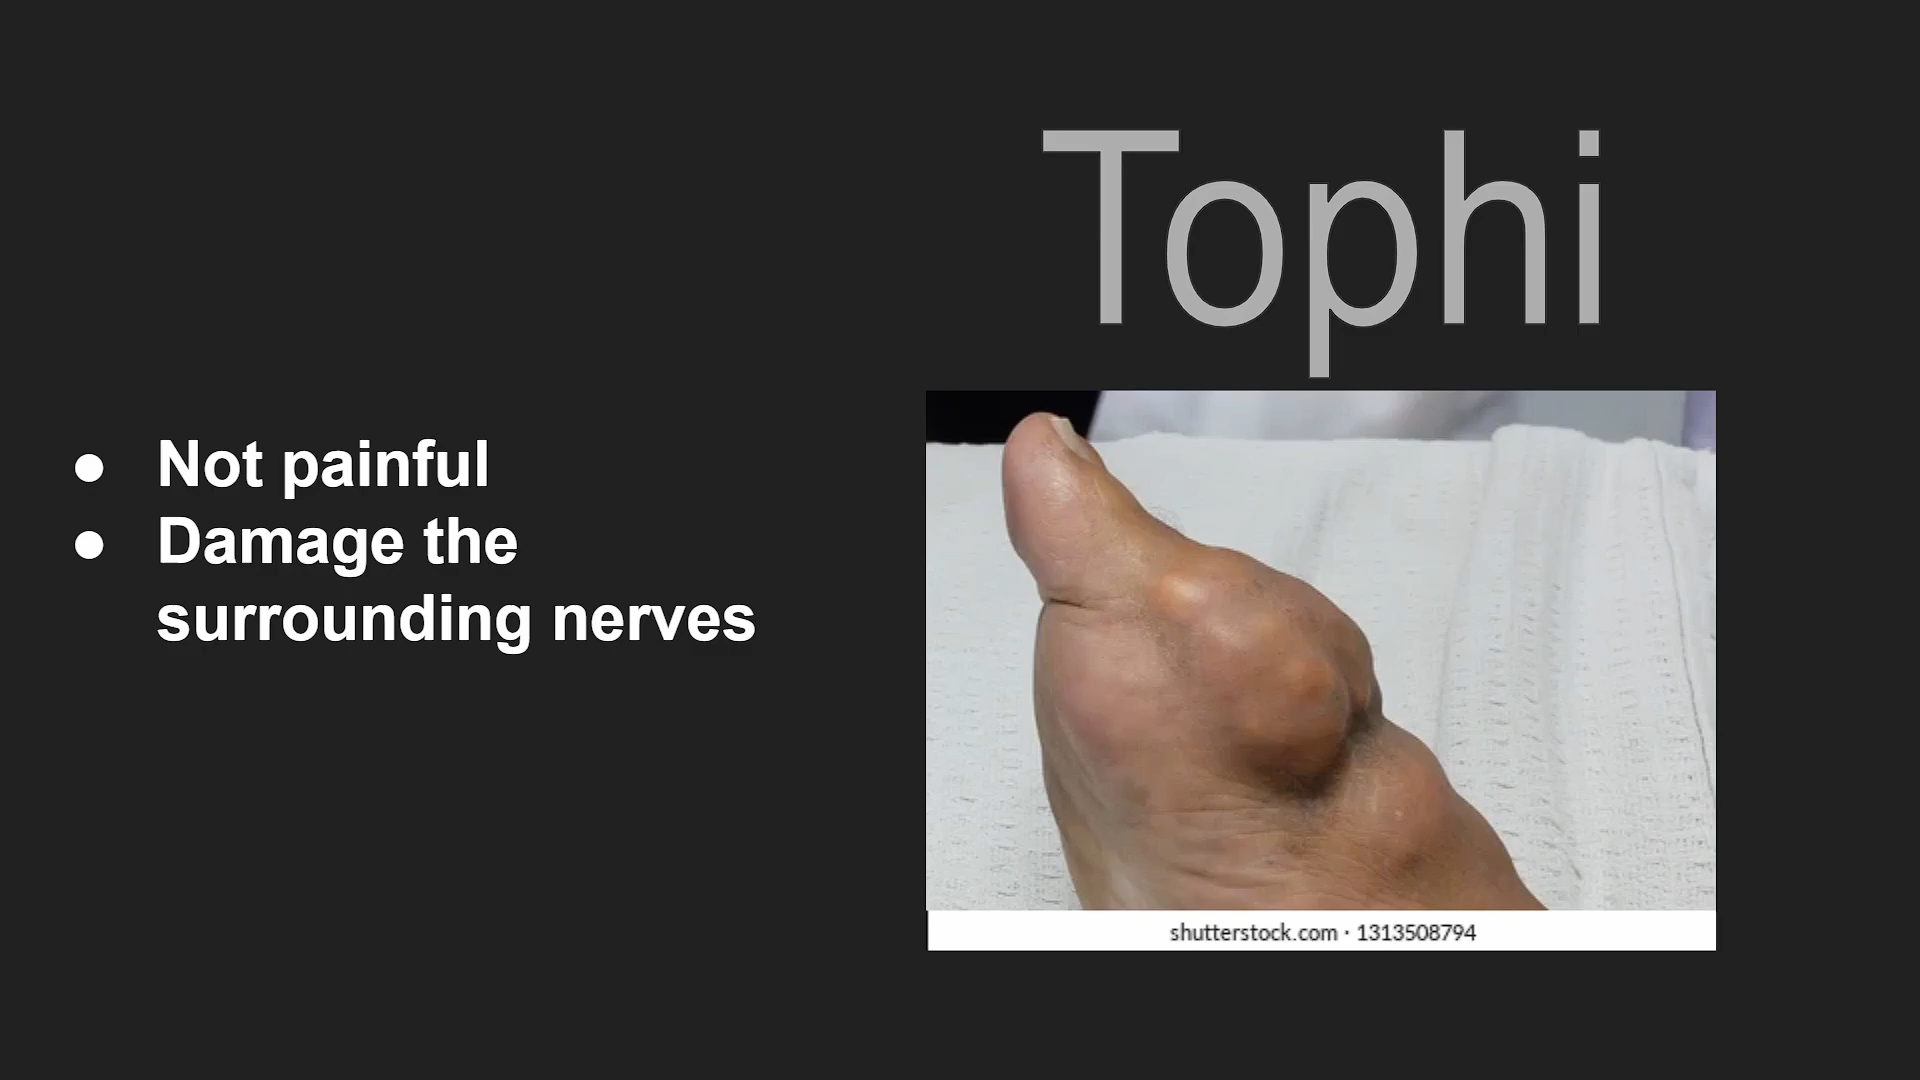 Tophi
● Not painful
● Damage the
surrounding nerves
shutterstock.com · 1313508794